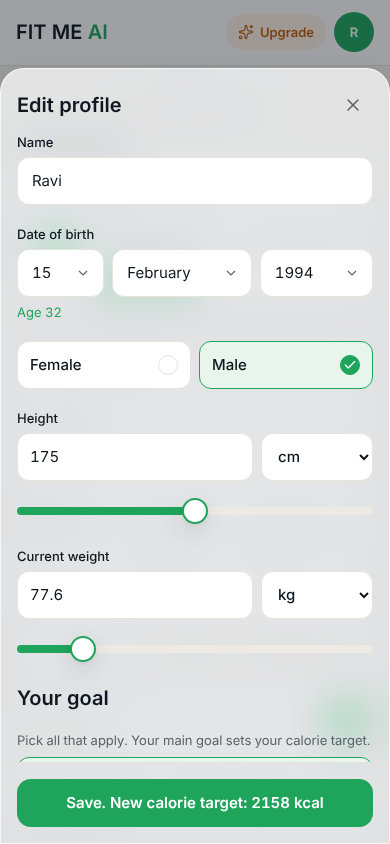 FIT ME AI
Upgrade
R
Edit profile
Name
Ravi
Date of birth
15 February 1994
Age 32
Female Male
Height
175 cm
Current weight
77.6 kg
Your goal
Pick all that apply. Your main goal sets your calorie target.
Save. New calorie target: 2158 kcal